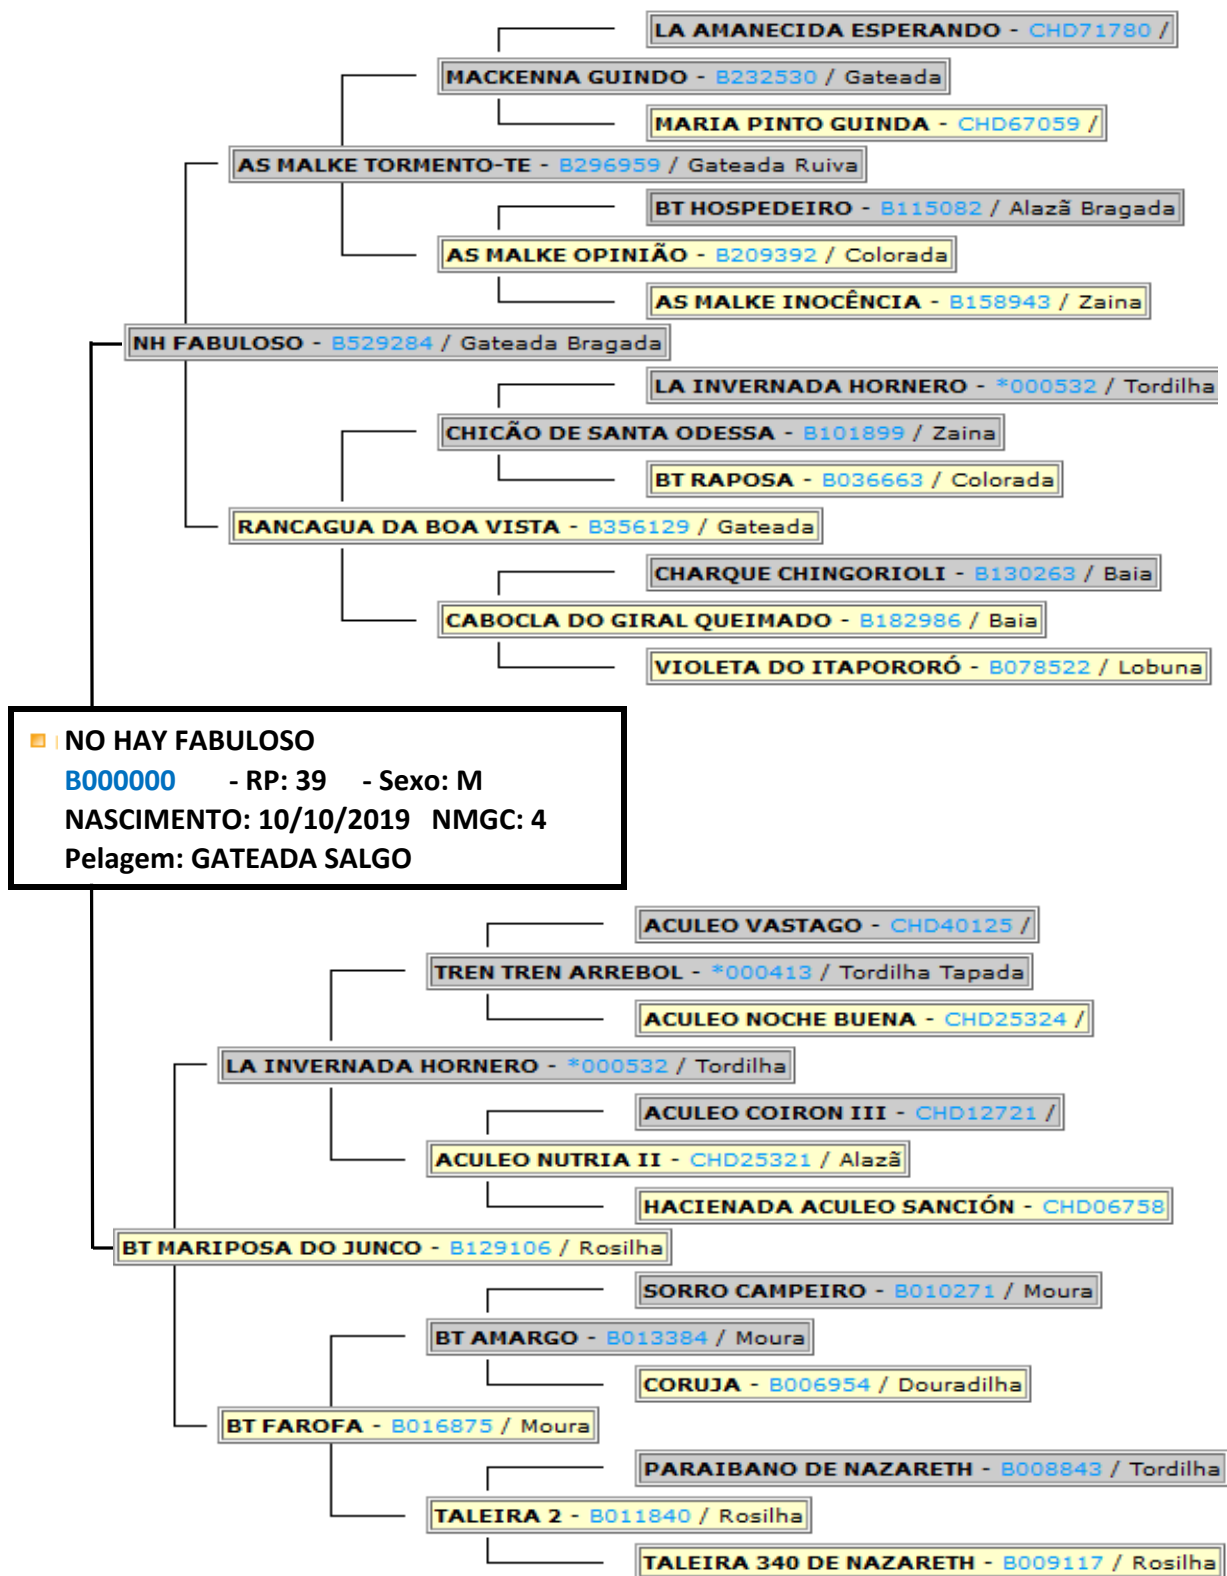 LA AMANECIDA ESPERANDO - CHD71780 /
MACKENNA GUINDO - B232530 / Gateada
MARIA PINTO GUINDA - CHD67059 /
AS MALKE TORMENTO-TE - B296959 / Gateada Ruiva
BT HOSPEDEIRO - B115082 / Alazã Bragada
AS MALKE OPINIÃO - B209392 / Colorada
AS MALKE INOCÊNCIA - B158943 / Zaina
NH FABULOSO - B529284 / Gateada Bragada
LA INVERNADA HORNERO - *000532 / Tordilha
CHICÃO DE SANTA ODESSA - B101899 / Zaina
BT RAPOSA - B036663 / Colorada
RANCAGUA DA BOA VISTA - B356129 / Gateada
CHARQUE CHINGORIOLI - B130263 / Baia
CABOCLA DO GIRAL QUEIMADO - B182986 / Baia
VIOLETA DO ITAPORORÓ - B078522 / Lobuna
NO HAY FABULOSO
B000000 - RP: 39 - Sexo: M
NASCIMENTO: 10/10/2019 NMGC: 4
Pelagem: GATEADA SALGO
ACULEO VASTAGO - CHD40125 /
TREN TREN ARREBOL - *000413 / Tordilha Tapada
ACULEO NOCHE BUENA - CHD25324 /
LA INVERNADA HORNERO - *000532 / Tordilha
ACULEO COIRON III - CHD12721 /
ACULEO NUTRIA II - CHD25321 / Alazã
HACIENADA ACULEO SANCIÓN - CHD06758
BT MARIPOSA DO JUNCO - B129106 / Rosilha
SORRO CAMPEIRO - B010271 / Moura
BT AMARGO - B013384 / Moura
CORUJA - B006954 / Douradilha
BT FAROFA - B016875 / Moura
PARAIBANO DE NAZARETH - B008843 / Tordilha
TALEIRA 2 - B011840 / Rosilha
TALEIRA 340 DE NAZARETH - B009117 / Rosilha